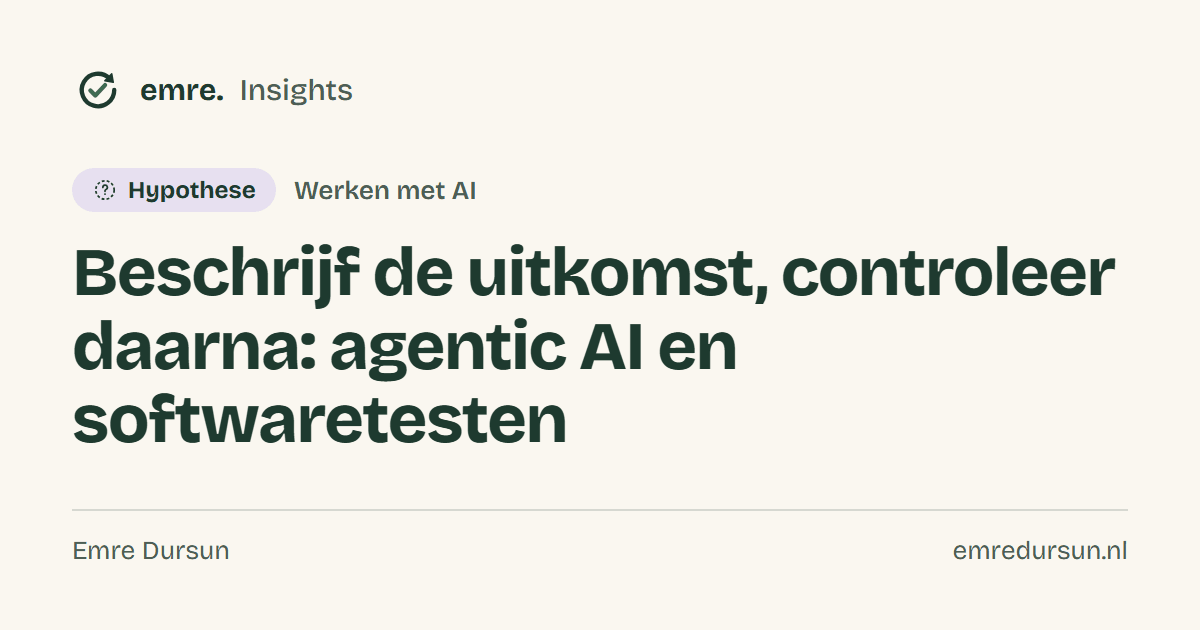 emre. Insights
Hypothese Werken met AI
Beschrijf de uitkomst, controleer
daarna: agentic AI en
softwaretesten
Emre Dursun emredursun.nl